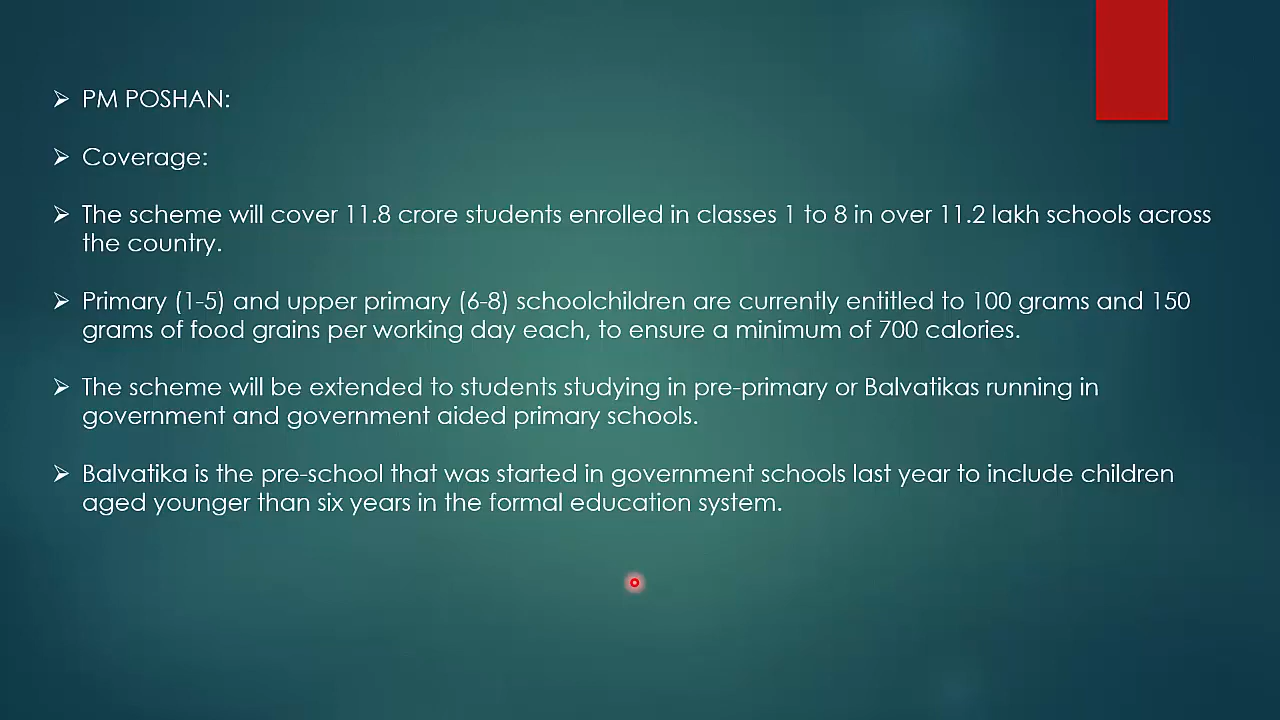 ➢ PM POSHAN:
➢ Coverage:
➢ The scheme will cover 11.8 crore students enrolled in classes 1 to 8 in over 11.2 lakh schools across
the country.
➢ Primary (1-5) and upper primary (6-8) schoolchildren are currently entitled to 100 grams and 150
grams of food grains per working day each, to ensure a minimum of 700 calories.
➢ The scheme will be extended to students studying in pre-primary or Balvatikas running in
government and government aided primary schools.
➢ Balvatika is the pre-school that was started in government schools last year to include children
aged younger than six years in the formal education system.